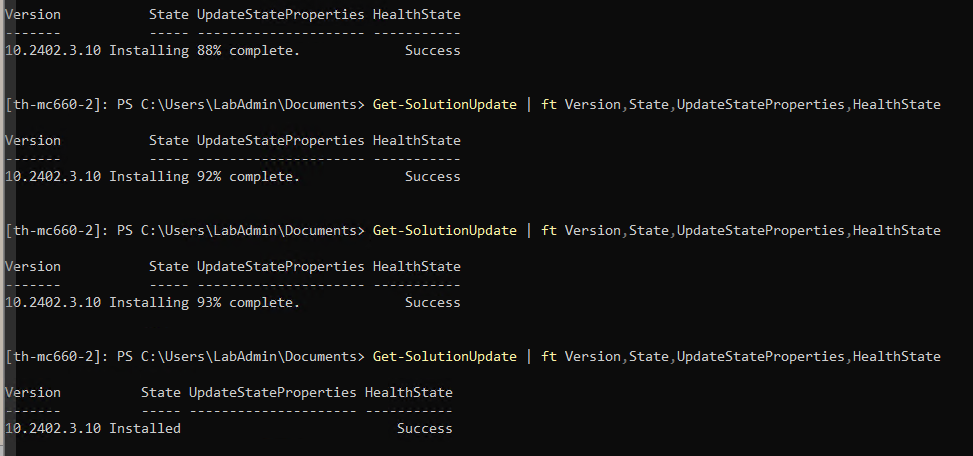 Version           State UpdateStateProperties HealthState
-------           ----- --------------------- -----------
10.2402.3.10 Installing 88% complete.             Success
[th-mc660-2]: PS C:\Users\LabAdmin\Documents> Get-SolutionUpdate | ft Version,State,UpdateStateProperties,HealthState
Version           State UpdateStateProperties HealthState
-------           ----- --------------------- -----------
10.2402.3.10 Installing 92% complete.             Success
[th-mc660-2]: PS C:\Users\LabAdmin\Documents> Get-SolutionUpdate | ft Version,State,UpdateStateProperties,HealthState
Version           State UpdateStateProperties HealthState
-------           ----- --------------------- -----------
10.2402.3.10 Installing 93% complete.             Success
[th-mc660-2]: PS C:\Users\LabAdmin\Documents> Get-SolutionUpdate | ft Version,State,UpdateStateProperties,HealthState
Version          State UpdateStateProperties HealthState
-------          ----- --------------------- -----------
10.2402.3.10 Installed                           Success